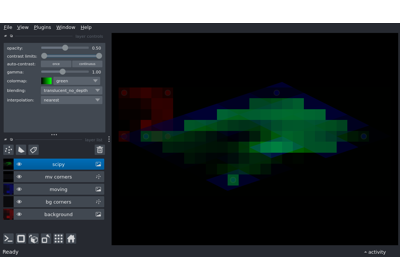 File View Plugins Window Help
opacity: 0.50
contrast limits:
auto-contrast: once continuous
gamma: 1.00
colormap: green
blending: translucent_no_depth
interpolation: nearest
scipy
mv corners
moving
bg corners
background
Ready
activity